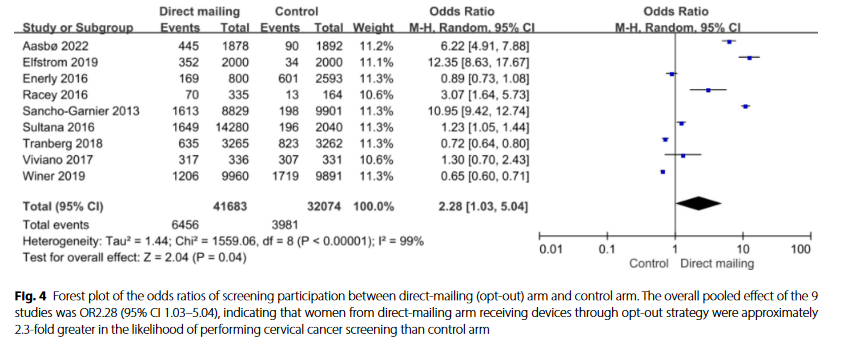 Direct mailing Control Odds Ratio Odds Ratio
Study or Subgroup Events Total Events Total Weight M-H, Random, 95% CI M-H, Random, 95% CI
Aasbø 2022 445 1878 90 1892 11.2% 6.22 [4.91, 7.88]
Elfstrom 2019 352 2000 34 2000 11.1% 12.35 [8.63, 17.67]
Enerly 2016 169 800 601 2593 11.3% 0.89 [0.73, 1.08]
Racey 2016 70 335 13 164 10.6% 3.07 [1.64, 5.73]
Sancho-Garnier 2013 1613 8829 198 9901 11.3% 10.95 [9.42, 12.74]
Sultana 2016 1649 14280 196 2040 11.3% 1.23 [1.05, 1.44]
Tranberg 2018 635 3265 823 3262 11.3% 0.72 [0.64, 0.80]
Viviano 2017 317 336 307 331 10.6% 1.30 [0.70, 2.43]
Winer 2019 1206 9960 1719 9891 11.3% 0.65 [0.60, 0.71]
Total (95% CI) 41683 32074 100.0% 2.28 [1.03, 5.04]
Total events 6456 3981
Heterogeneity: Tau² = 1.44; Chi² = 1559.06, df = 8 (P < 0.00001); I² = 99%
Test for overall effect: Z = 2.04 (P = 0.04)
0.01 0.1 1 10 100
Control Direct mailing
Fig. 4 Forest plot of the odds ratios of screening participation between direct-mailing (opt-out) arm and control arm. The overall pooled effect of the 9
studies was OR2.28 (95% CI 1.03–5.04), indicating that women from direct-mailing arm receiving devices through opt-out strategy were approximately
2.3-fold greater in the likelihood of performing cervical cancer screening than control arm